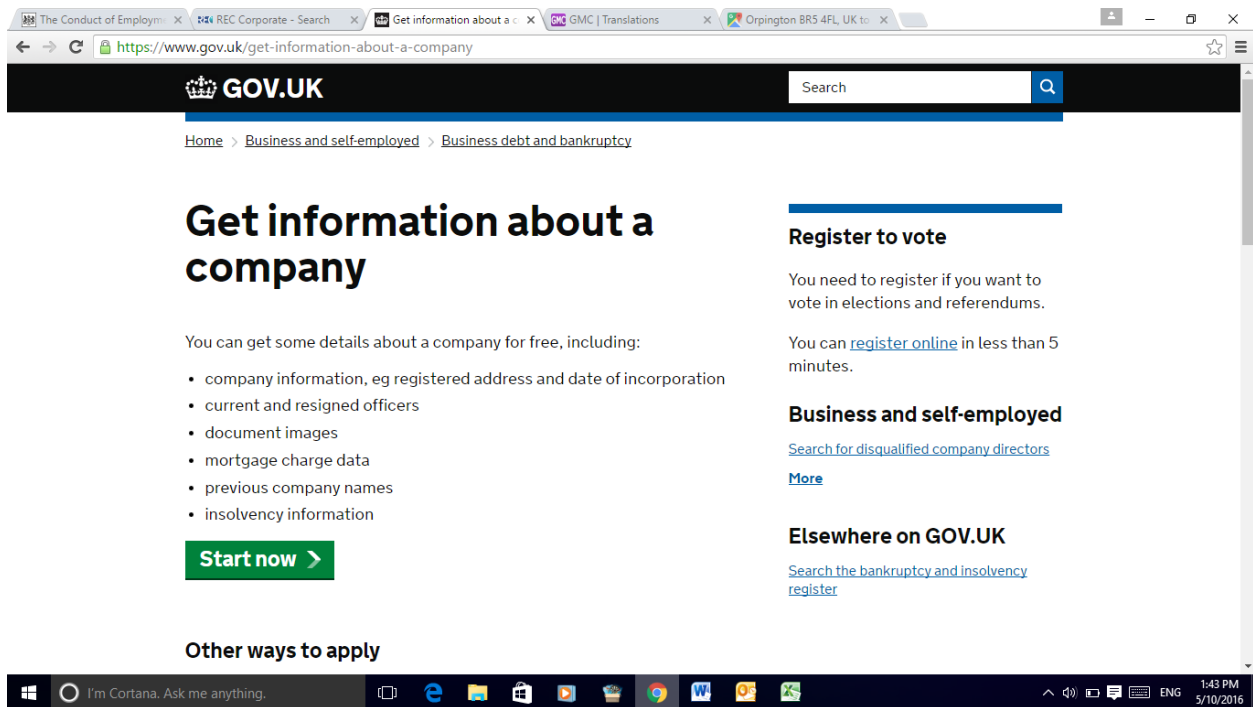 The Conduct of Employm
REC Corporate - Search
Get information about a c
GMC GMC | Translations
Orpington BR5 4FL, UK to
https://www.gov.uk/get-information-about-a-company
GOV.UK
Search
Home > Business and self-employed > Business debt and bankruptcy
Get information about a
company
You can get some details about a company for free, including:
• company information, eg registered address and date of incorporation
• current and resigned officers
• document images
• mortgage charge data
• previous company names
• insolvency information
Start now >
Other ways to apply
Register to vote
You need to register if you want to
vote in elections and referendums.
You can register online in less than 5
minutes.
Business and self-employed
Search for disqualified company directors
More
Elsewhere on GOV.UK
Search the bankruptcy and insolvency
register
I'm Cortana. Ask me anything.
ENG
1:43 PM
5/10/2016